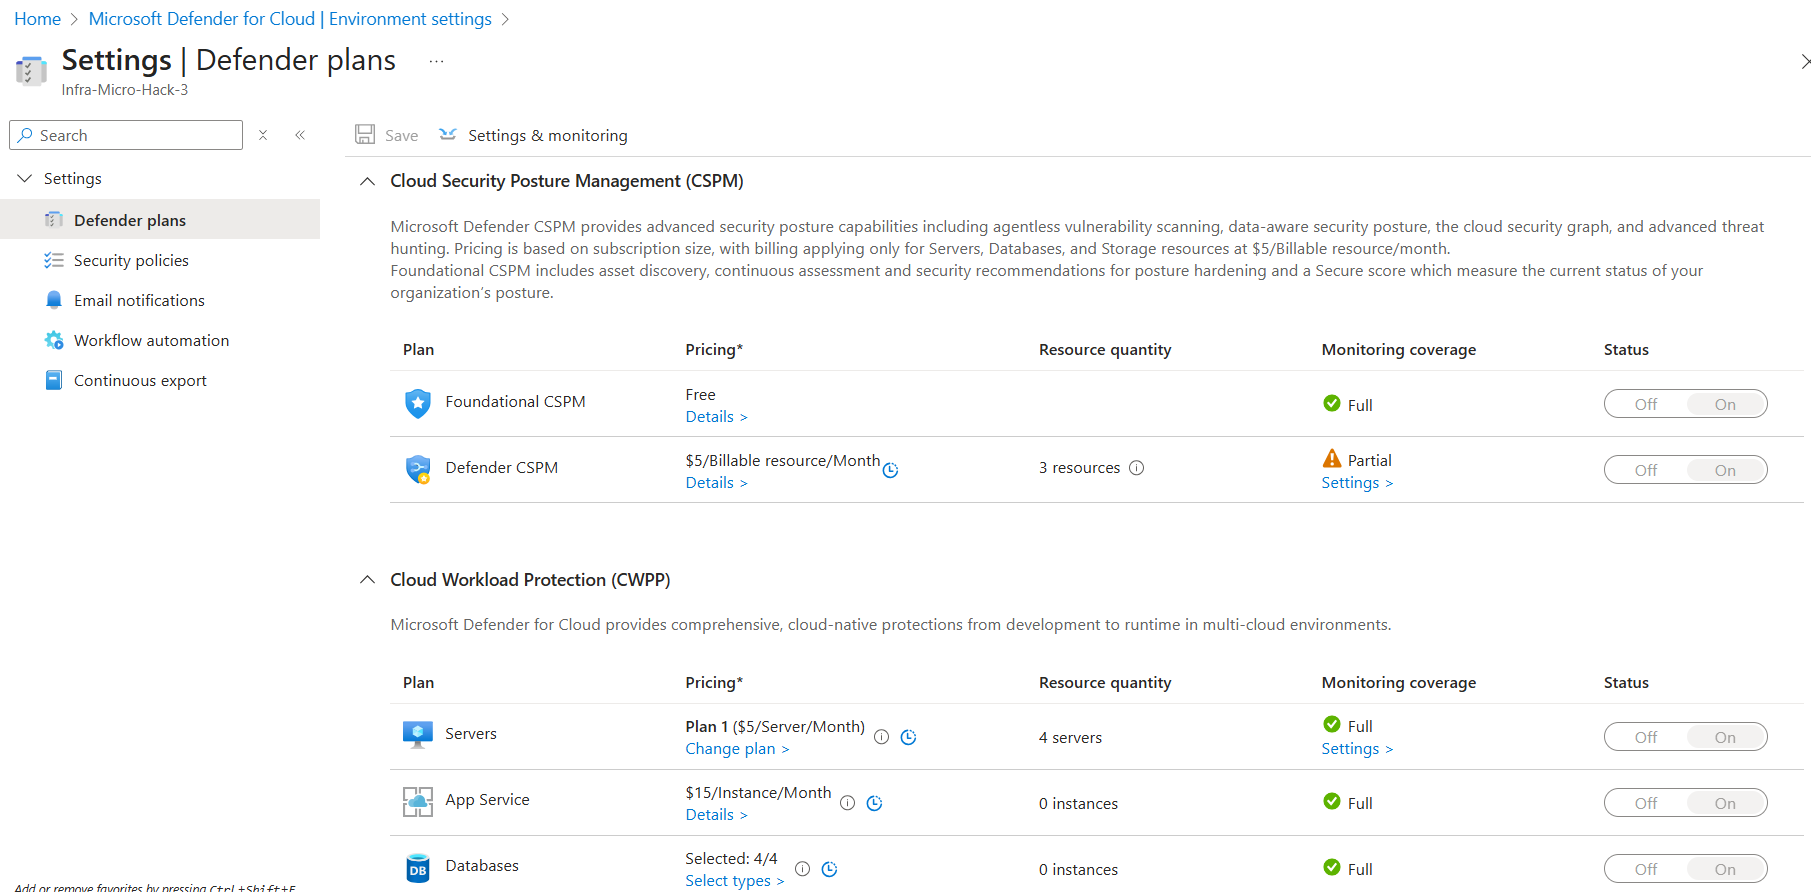 Home > Microsoft Defender for Cloud | Environment settings >
Settings | Defender plans ...
Infra-Micro-Hack-3
Search
Settings
Defender plans
Security policies
Email notifications
Workflow automation
Continuous export
Add or remove favorites by pressing Ctrl+Shift+F
Save Settings & monitoring
Cloud Security Posture Management (CSPM)
Microsoft Defender CSPM provides advanced security posture capabilities including agentless vulnerability scanning, data-aware security posture, the cloud security graph, and advanced threat
hunting. Pricing is based on subscription size, with billing applying only for Servers, Databases, and Storage resources at $5/Billable resource/month.
Foundational CSPM includes asset discovery, continuous assessment and security recommendations for posture hardening and a Secure score which measure the current status of your
organization's posture.
Plan Pricing* Resource quantity Monitoring coverage Status
Foundational CSPM Free Full Off On
Details >
Defender CSPM $5/Billable resource/Month 3 resources Partial Off On
Details > Settings >
Cloud Workload Protection (CWPP)
Microsoft Defender for Cloud provides comprehensive, cloud-native protections from development to runtime in multi-cloud environments.
Plan Pricing* Resource quantity Monitoring coverage Status
Servers Plan 1 ($5/Server/Month) 4 servers Full Off On
Change plan > Settings >
App Service $15/Instance/Month 0 instances Full Off On
Details >
Databases Selected: 4/4 0 instances Full Off On
DB
Select types >